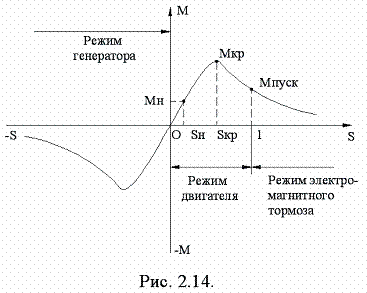 М
Режим
генератора
Мкр
Мпуск
Мн
-S
О
Sн
Sкр
1
S
Режим
двигателя
Режим электро-
магнитного
тормоза
-М
Рис. 2.14.